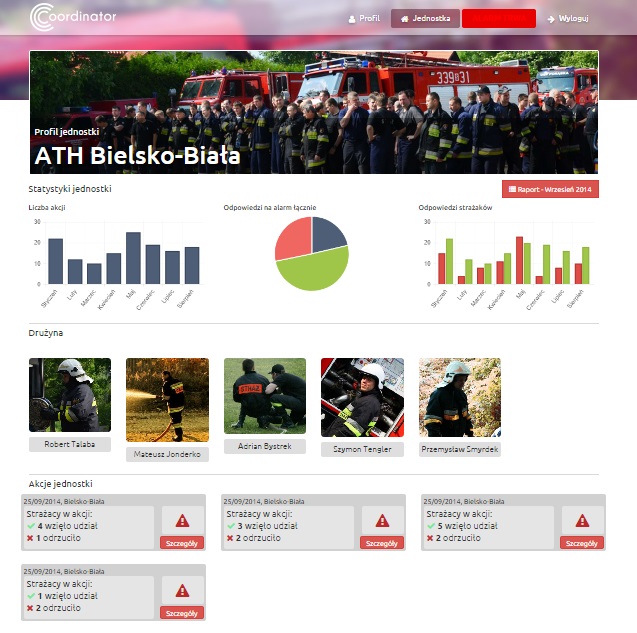 Coordinator
Profil
Jednostka
Wyloguj
339 B 31
Profil jednostki
ATH Bielsko-Biała
Statystyki jednostki
Raport - Wrzesień 2014
Liczba akcji
30
20
10
0
Styczeń
Luty
Marzec
Kwiecień
Maj
Czerwiec
Lipiec
Sierpień
Odpowiedzi na alarm łącznie
Odpowiedzi strażaków
30
20
10
0
Styczeń
Luty
Marzec
Kwiecień
Maj
Czerwiec
Lipiec
Sierpień
Drużyna
STRAŻ
Robert Talaba
Mateusz Jonderko
Adrian Bystrek
Szymon Tengler
Przemysław Smyrdek
Akcje jednostki
25/09/2014, Bielsko-Biała
Strażacy w akcji:
4 wzięło udział
1 odrzuciło
Szczegóły
25/09/2014, Bielsko-Biała
Strażacy w akcji:
3 wzięło udział
2 odrzuciło
Szczegóły
25/09/2014, Bielsko-Biała
Strażacy w akcji:
5 wzięło udział
2 odrzuciło
Szczegóły
25/09/2014, Bielsko-Biała
Strażacy w akcji:
1 wzięło udział
2 odrzuciło
Szczegóły